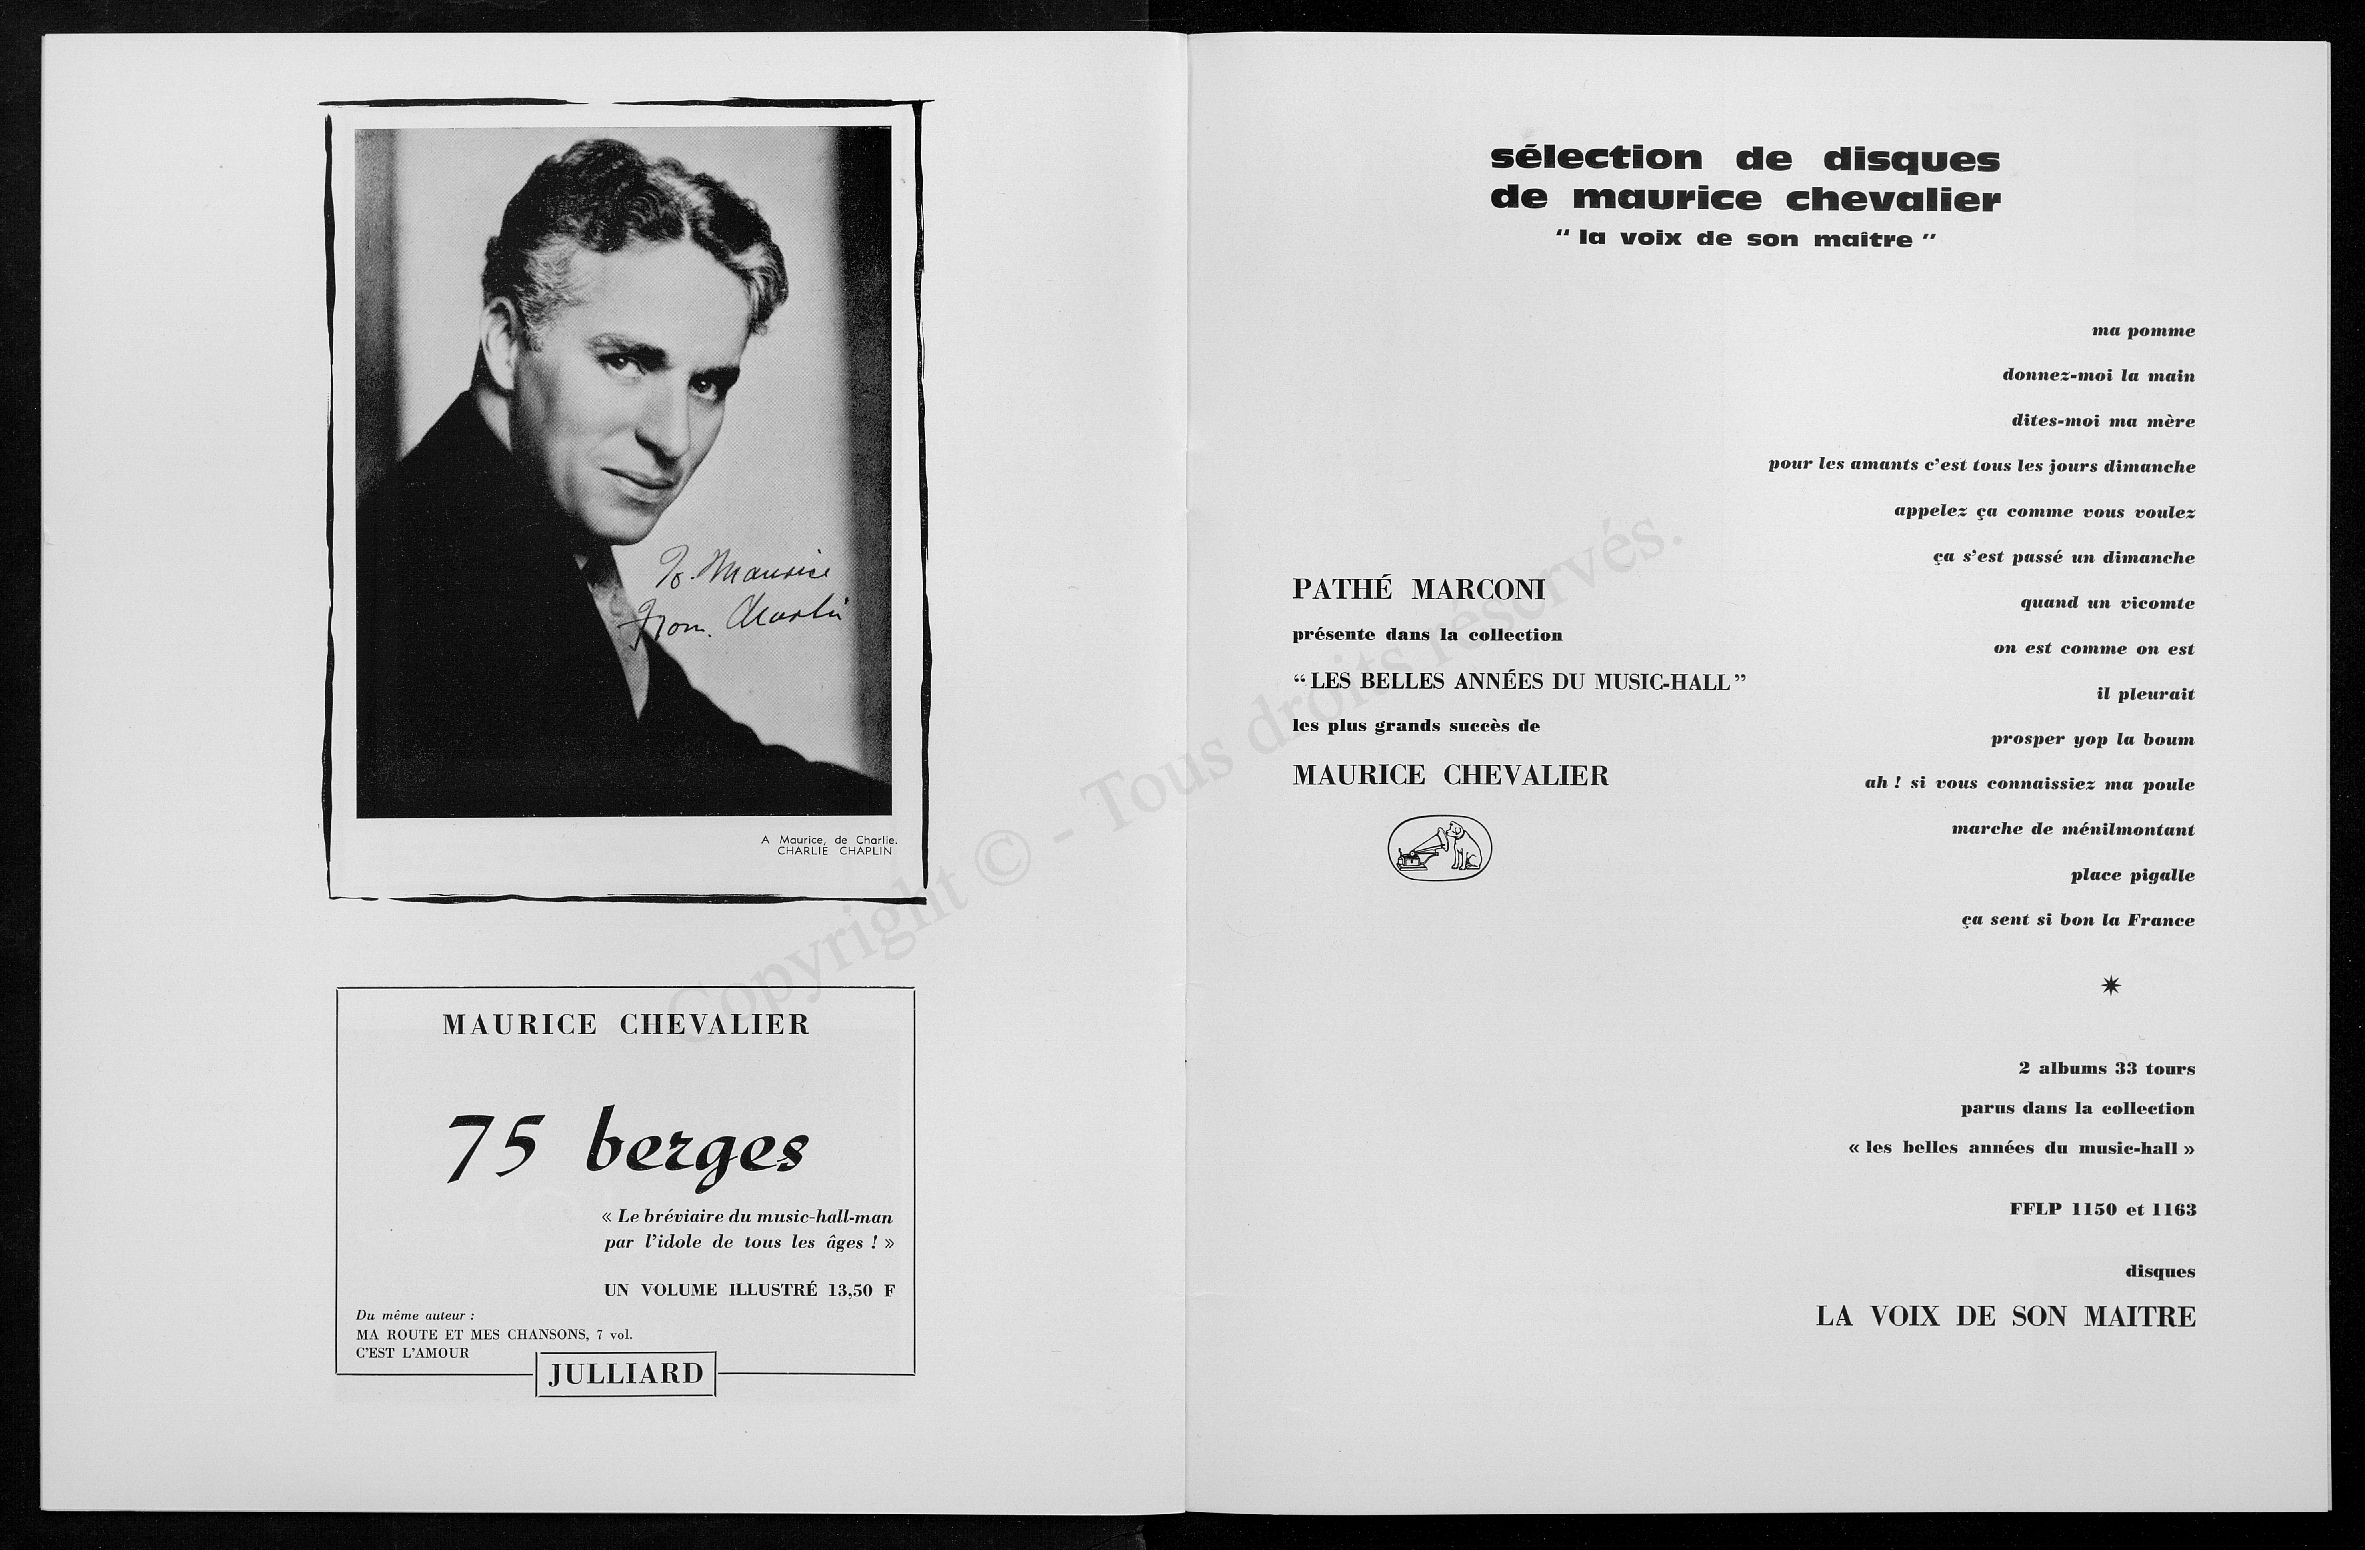 To. Maurice
From. Charlie
A Maurice, de Charlie.
CHARLIE CHAPLIN
MAURICE CHEVALIER
75 berges
« Le bréviaire du music-hall-man
par l'idole de tous les âges ! »
UN VOLUME ILLUSTRÉ 13,50 F
Du même auteur :
MA ROUTE ET MES CHANSONS, 7 vol.
C'EST L'AMOUR
JULLIARD
sélection de disques
de maurice chevalier
" la voix de son maître "
PATHÉ MARCONI
présente dans la collection
" LES BELLES ANNÉES DU MUSIC-HALL "
les plus grands succès de
MAURICE CHEVALIER
ma pomme
donnez-moi la main
dites-moi ma mère
pour les amants c'est tous les jours dimanche
appelez ça comme vous voulez
ça s'est passé un dimanche
quand un vicomte
on est comme on est
il pleurait
prosper yop la boum
ah ! si vous connaissiez ma poule
marche de ménilmontant
place pigalle
ça sent si bon la France
2 albums 33 tours
parus dans la collection
« les belles années du music-hall »
FFLP 1150 et 1163
disques
LA VOIX DE SON MAITRE
Copyright © - Tous droits réservés.